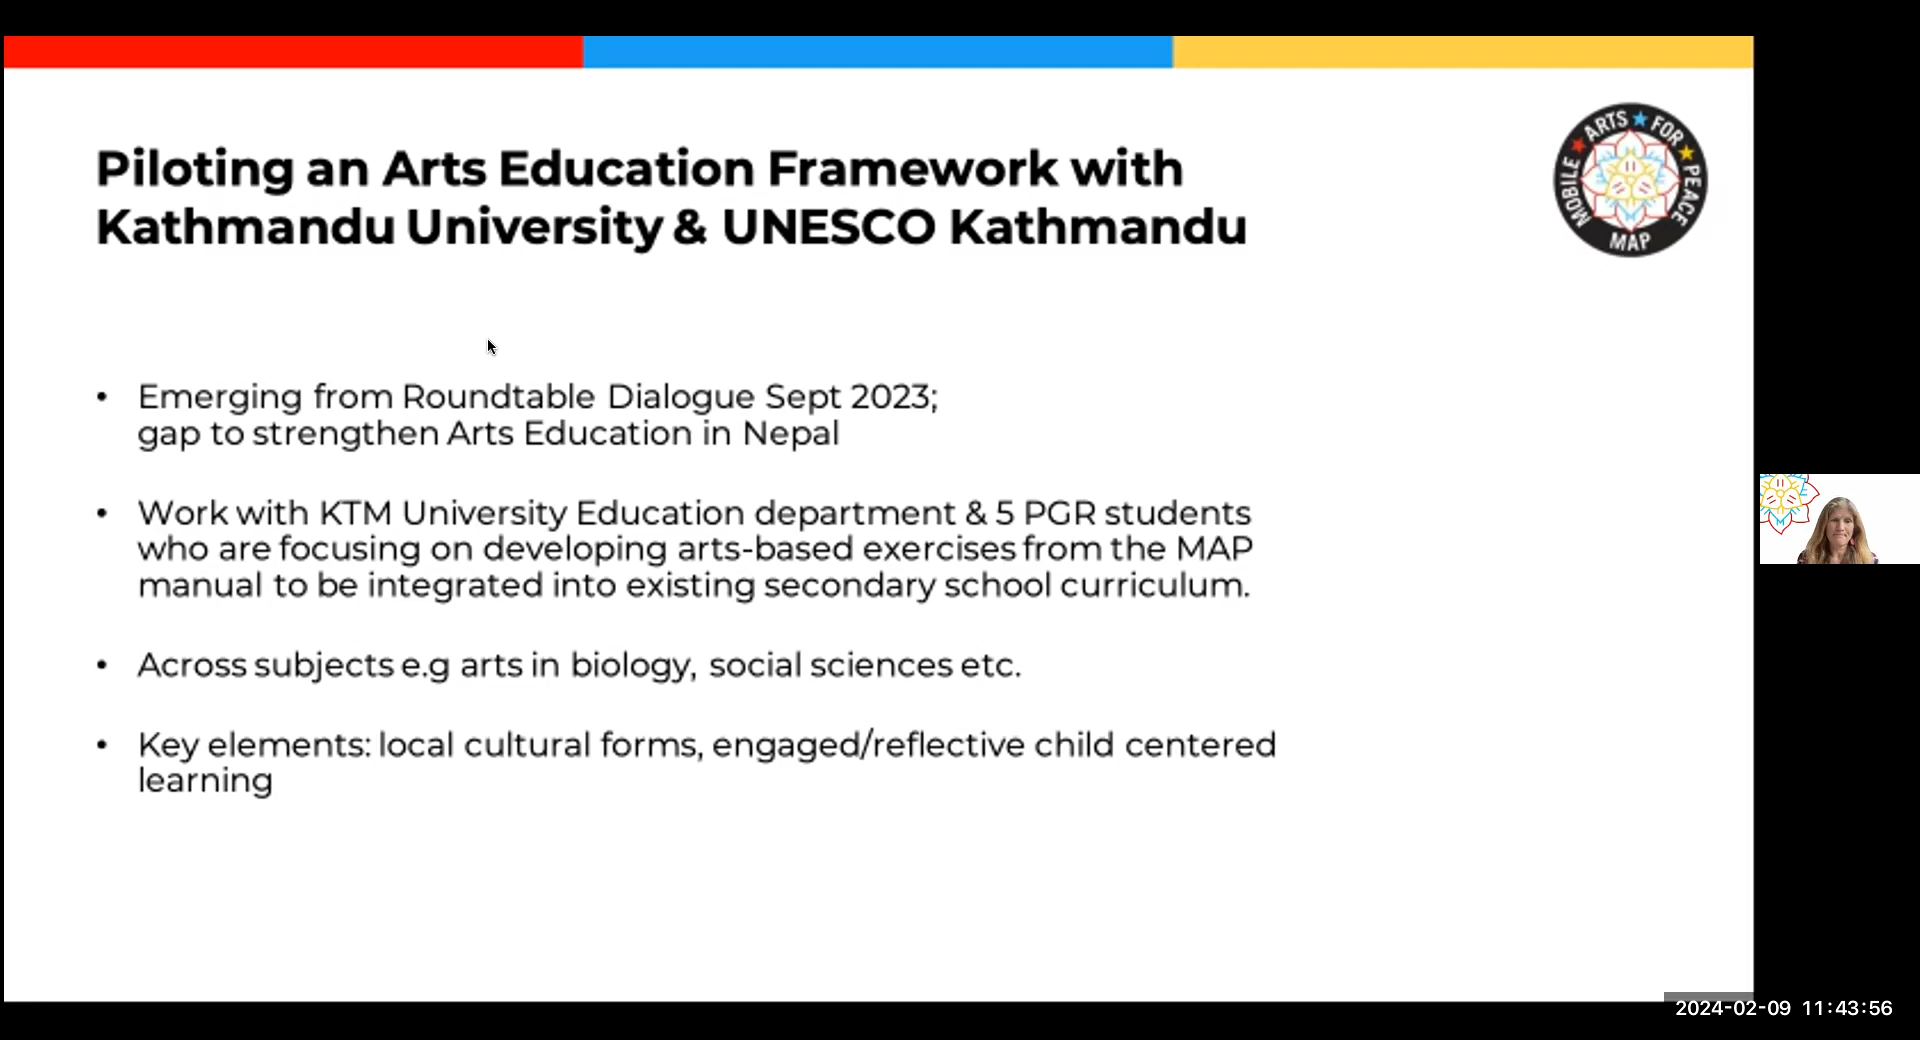 Piloting an Arts Education Framework with
Kathmandu University & UNESCO Kathmandu
MOBILE ARTS FOR PEACE
MAP
• Emerging from Roundtable Dialogue Sept 2023;
gap to strengthen Arts Education in Nepal
• Work with KTM University Education department & 5 PGR students
who are focusing on developing arts-based exercises from the MAP
manual to be integrated into existing secondary school curriculum.
• Across subjects e.g arts in biology, social sciences etc.
• Key elements: local cultural forms, engaged/reflective child centered
learning
2024-02-09 11:43:56